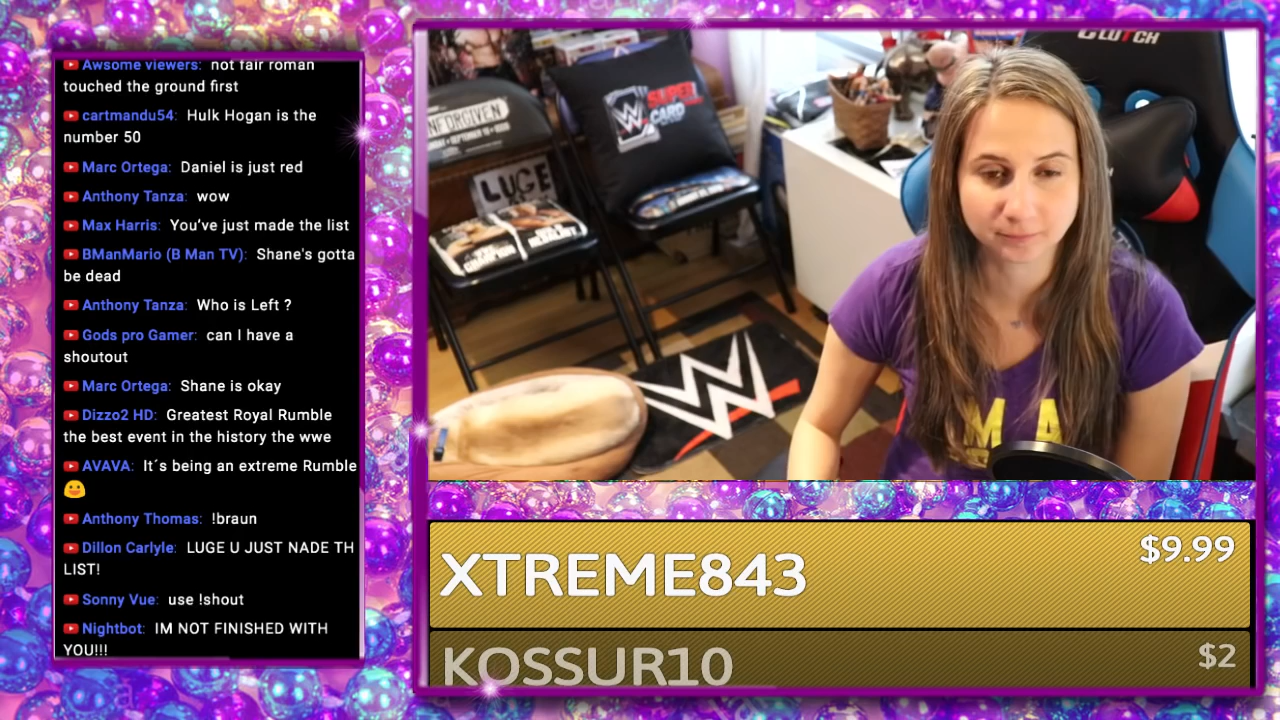 Awsome viewers: not fair roman
touched the ground first
cartmandu54: Hulk Hogan is the
number 50
Marc Ortega: Daniel is just red
Anthony Tanza: wow
Max Harris: You’ve just made the list
BManMario (B Man TV): Shane's gotta
be dead
Anthony Tanza: Who is Left ?
Gods pro Gamer: can I have a
shoutout
Marc Ortega: Shane is okay
Dizzo2 HD: Greatest Royal Rumble
the best event in the history the wwe
AVAVA: It´s being an extreme Rumble
Anthony Thomas: !braun
Dillon Carlyle: LUGE U JUST NADE TH
LIST!
Sonny Vue: use !shout
Nightbot: IM NOT FINISHED WITH
YOU!!!
CLUTCH
NFORGIVEN
W SUPER
CARD
LUGE
W
M A
XTREME843
$9.99
KOSSUR10
$2